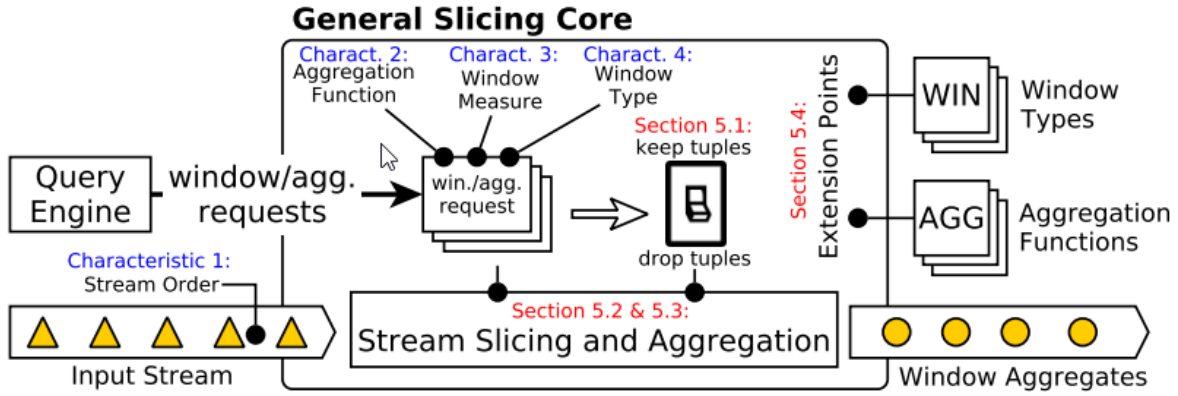 General Slicing Core
Charact. 2:
Aggregation
Function
Charact. 3:
Window
Measure
Charact. 4:
Window
Type
Section 5.1:
keep tuples
drop tuples
Section 5.4:
Extension Points
WIN
Window
Types
Query
Engine
window/agg.
requests
win./agg.
request
AGG
Aggregation
Functions
Characteristic 1:
Stream Order
Input Stream
Section 5.2 & 5.3:
Stream Slicing and Aggregation
Window Aggregates